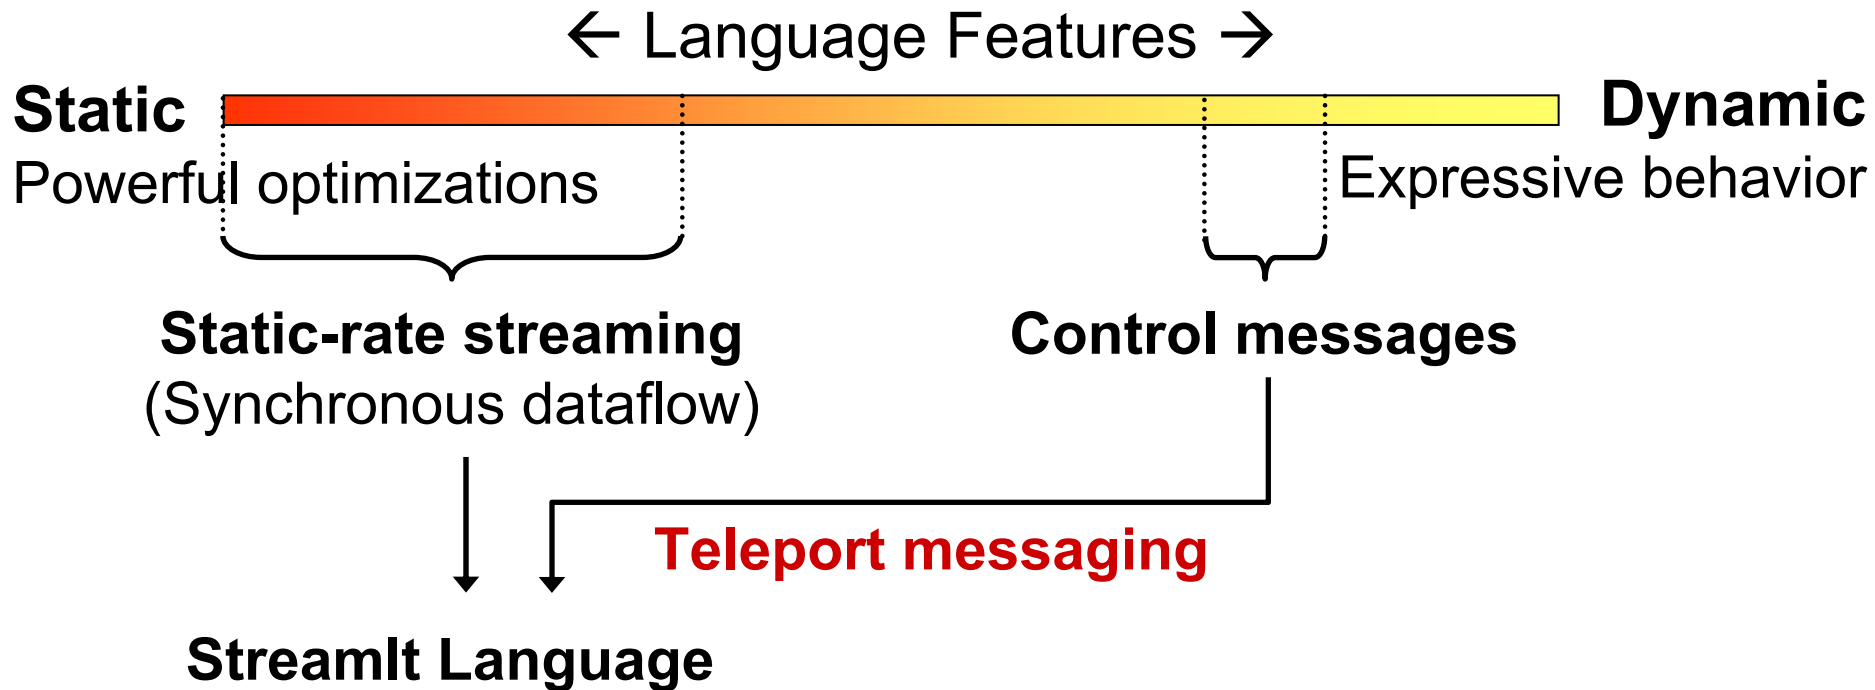 ← Language Features →
Static
Dynamic
Powerful optimizations
Expressive behavior
Static-rate streaming
Control messages
(Synchronous dataflow)
Teleport messaging
StreamIt Language